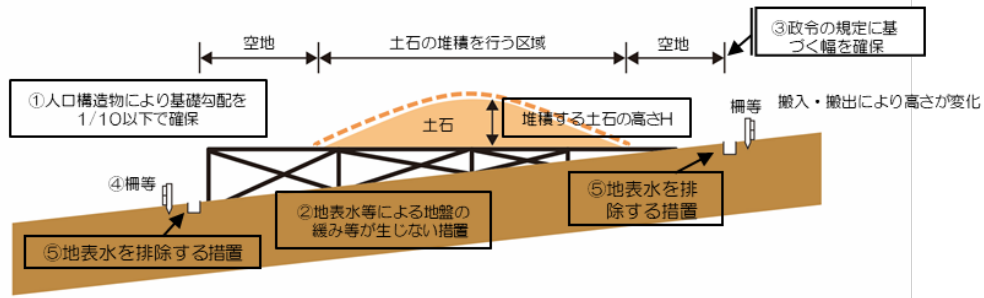 空地
土石の堆積を行う区域
空地
③政令の規定に基
づく幅を確保
①人口構造物により基礎勾配を
1/10以下で確保
土石
堆積する土石の高さH
柵等
搬入・搬出により高さが変化
④柵等
②地表水等による地盤の
緩み等が生じない措置
⑤地表水を排
除する措置
⑤地表水を排除する措置